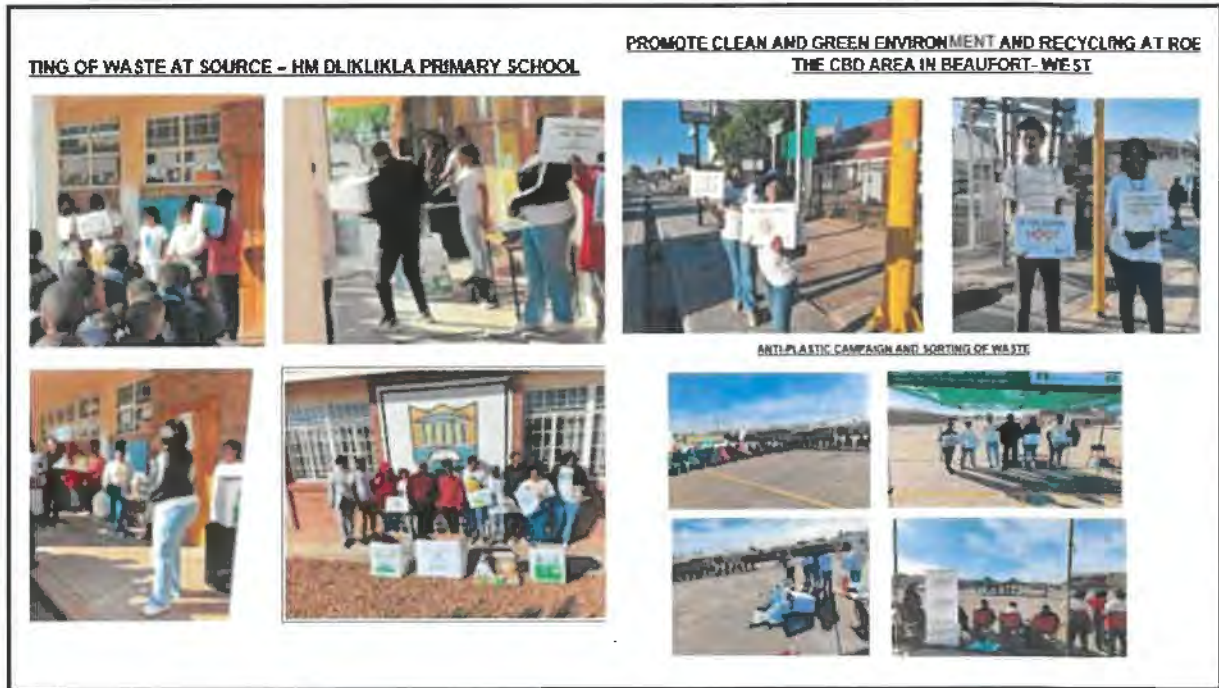 TING OF WASTE AT SOURCE – HM DLIKLIKLA PRIMARY SCHOOL
PROMOTE CLEAN AND GREEN ENVIRONMENT AND RECYCLING AT ROE
THE CBD AREA IN BEAUFORT- WEST
ANTI-PLASTIC CAMPAIGN AND SORTING OF WASTE